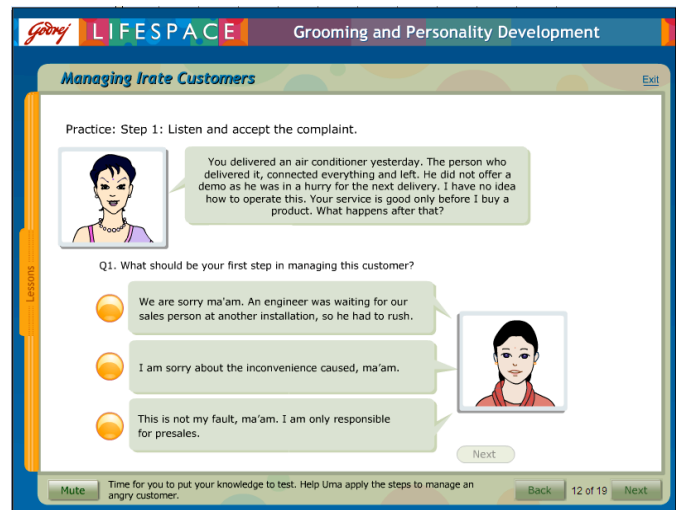 Godrej LIFESPACE Grooming and Personality Development
Managing Irate Customers
Exit
Practice: Step 1: Listen and accept the complaint.
You delivered an air conditioner yesterday. The person who
delivered it, connected everything and left. He did not offer a
demo as he was in a hurry for the next delivery. I have no idea
how to operate this. Your service is good only before I buy a
product. What happens after that?
Lessons
Q1. What should be your first step in managing this customer?
We are sorry ma'am. An engineer was waiting for our
sales person at another installation, so he had to rush.
I am sorry about the inconvenience caused, ma'am.
This is not my fault, ma'am. I am only responsible
for presales.
Next
Mute
Time for you to put your knowledge to test. Help Uma apply the steps to manage an
angry customer.
Back 12 of 19 Next